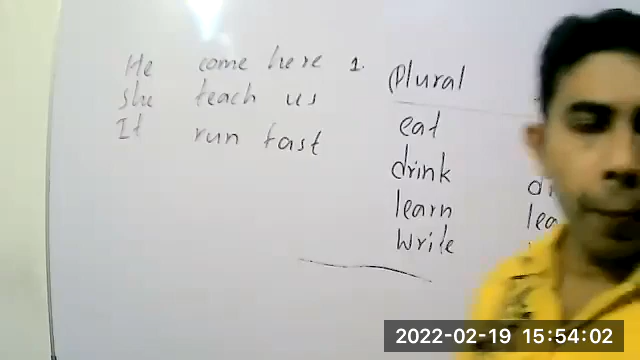 He come here 1.
She teach us
It run fast
Plural
eat
drink
learn
write
2022-02-19 15:54:02